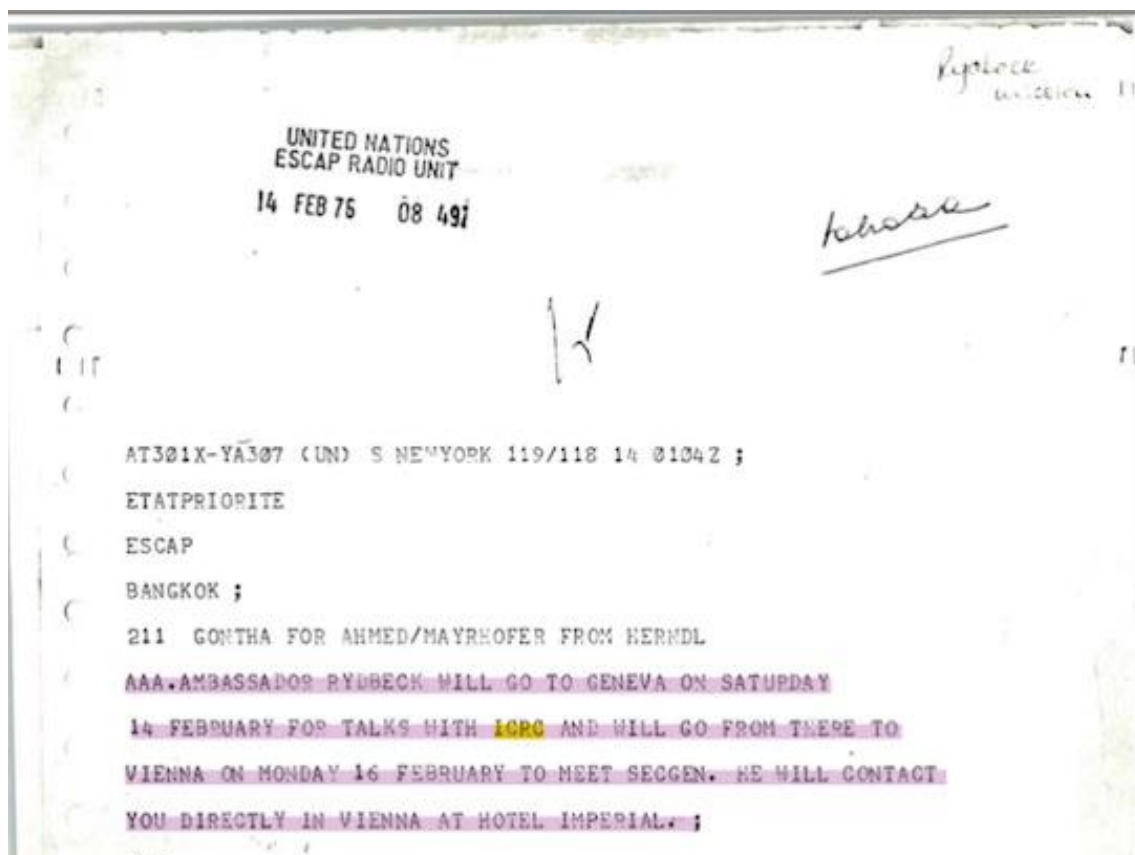 Rydbeck
UNITED NATIONS
ESCAP RADIO UNIT
14 FEB 76 08 49
AT301X-YA307 (UN) S NEWYORK 119/118 14 0104Z ;
ETATPRIORITE
ESCAP
BANGKOK ;
211 GONTHA FOR AHMED/MAYRHOFER FROM HERNDL
AAA.AMBASSADOR RYDBECK WILL GO TO GENEVA ON SATURDAY
14 FEBRUARY FOR TALKS WITH ICRC AND WILL GO FROM THERE TO
VIENNA ON MONDAY 16 FEBRUARY TO MEET SECGEN. HE WILL CONTACT
YOU DIRECTLY IN VIENNA AT HOTEL IMPERIAL. ;